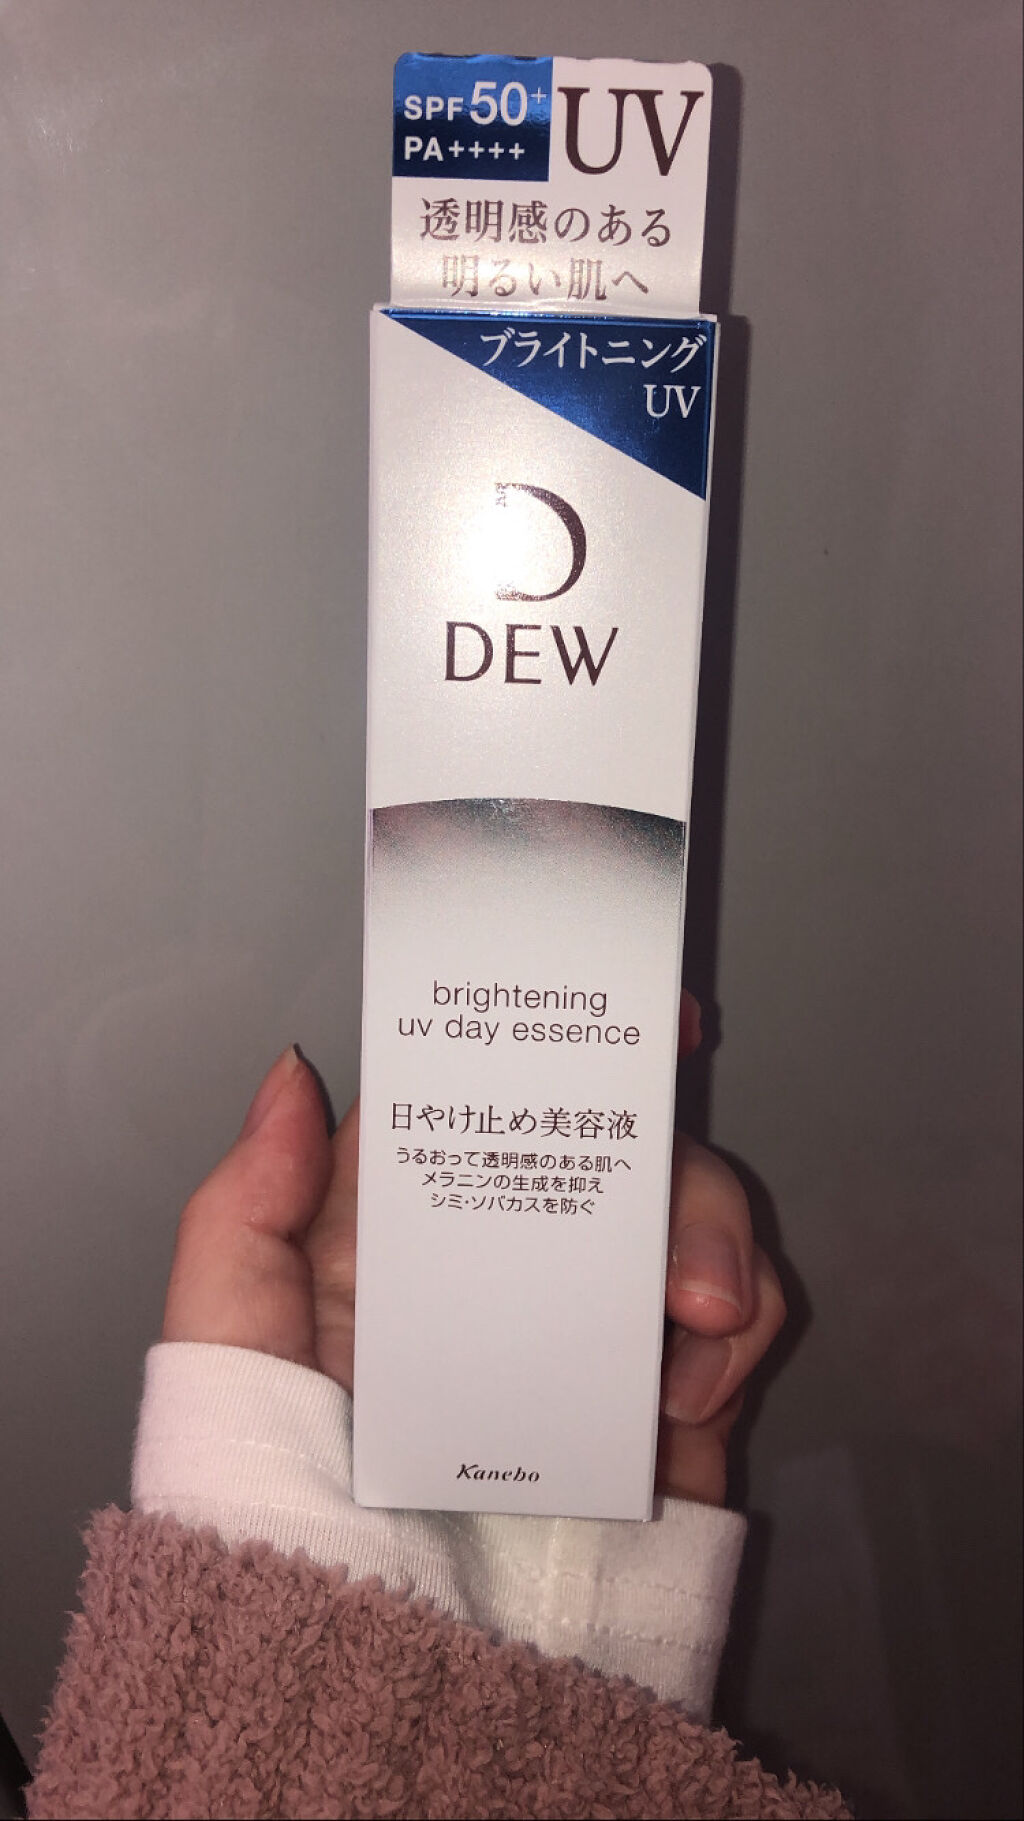 SPF50+
PA++++
UV
透明感のある
明るい肌へ
ブライトニング
UV
D
DEW
brightening
uv day essence
日やけ止め美容液
うるおって透明感のある肌へ
メラニンの生成を抑え
シミ・ソバカスを防ぐ
Kanebo